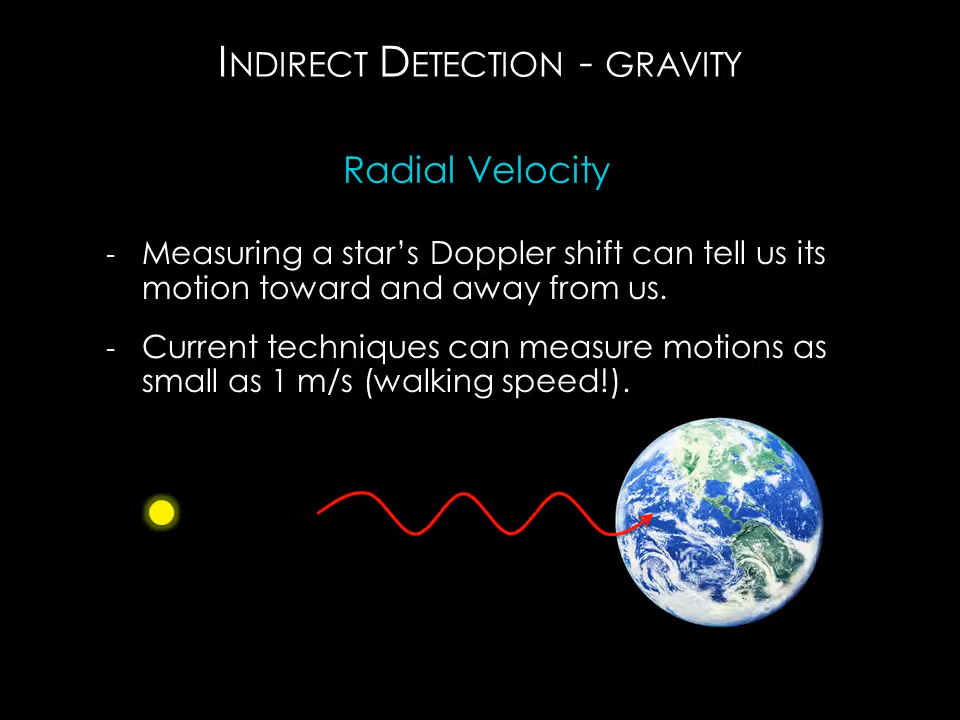 INDIRECT DETECTION - GRAVITY
Radial Velocity
- Measuring a star’s Doppler shift can tell us its
motion toward and away from us.
- Current techniques can measure motions as
small as 1 m/s (walking speed!).